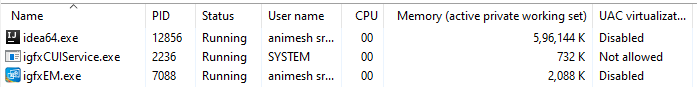 Name PID Status User name CPU Memory (active private working set) UAC virtualizat...
idea64.exe 12856 Running animesh sr... 00 5,96,144 K Disabled
igfxCUIService.exe 2236 Running SYSTEM 00 732 K Not allowed
igfxEM.exe 7088 Running animesh sr... 00 2,088 K Disabled